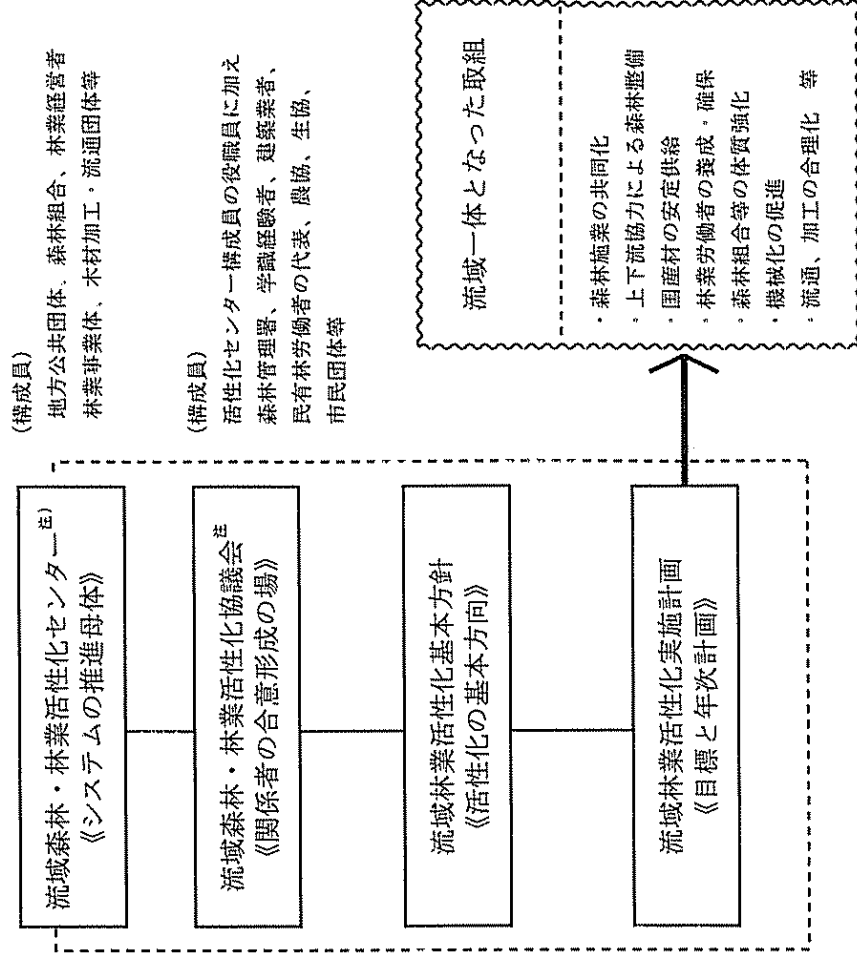 流域森林・林業活性化センター注)
《システムの推進母体》
(構成員)
地方公共団体、森林組合、林業経営者
林業事業体、木材加工・流通団体等
流域森林・林業活性化協議会注
《関係者の合意形成の場》
(構成員)
活性化センター構成員の役職員に加え
森林管理署、学識経験者、建築業者、
民有林労働者の代表、農協、生協、
市民団体等
流域林業活性化基本方針
《活性化の基本方向》
流域林業活性化実施計画
《目標と年次計画》
流域一体となった取組
・森林施業の共同化
・上下流協力による森林整備
・国産材の安定供給
・林業労働者の養成・確保
・森林組合等の体質強化
・機械化の促進
・流通、加工の合理化 等